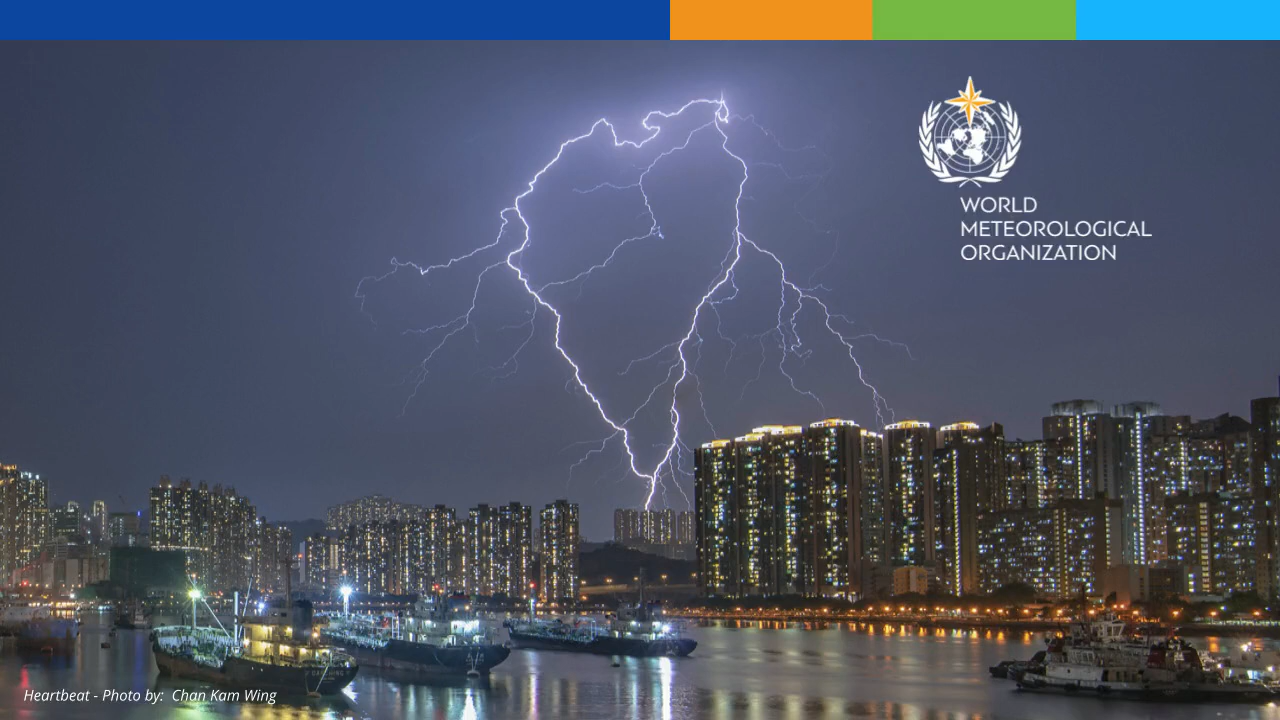 WORLD
METEOROLOGICAL
ORGANIZATION
Heartbeat - Photo by: Chan Kam Wing